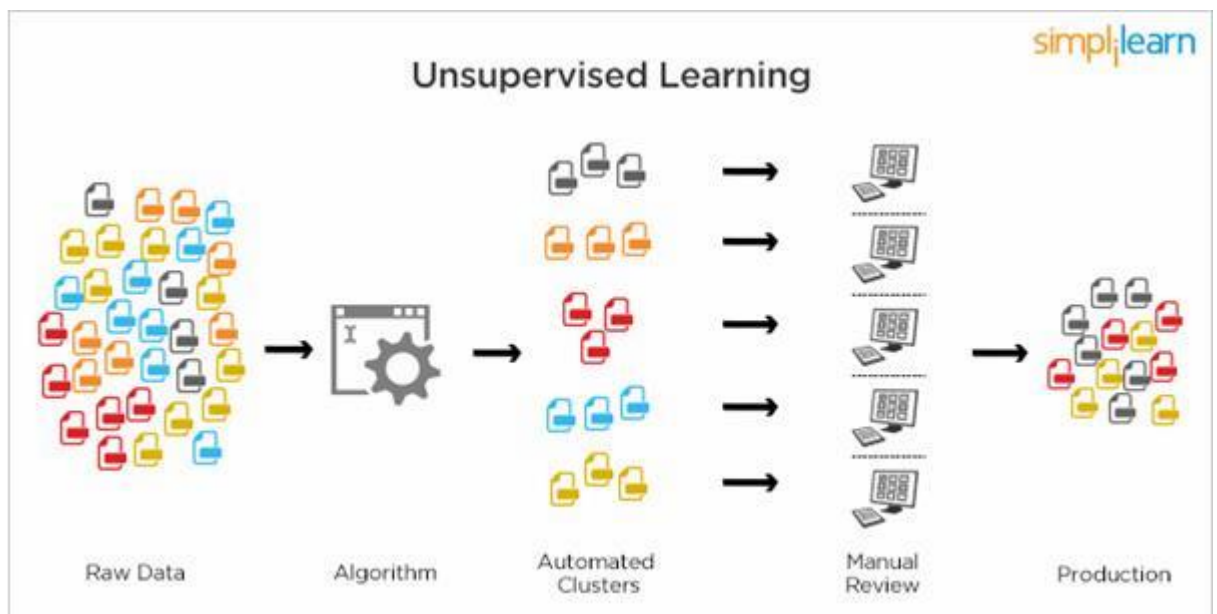 simplilearn
Unsupervised Learning
Raw Data
Algorithm
Automated
Clusters
Manual
Review
Production